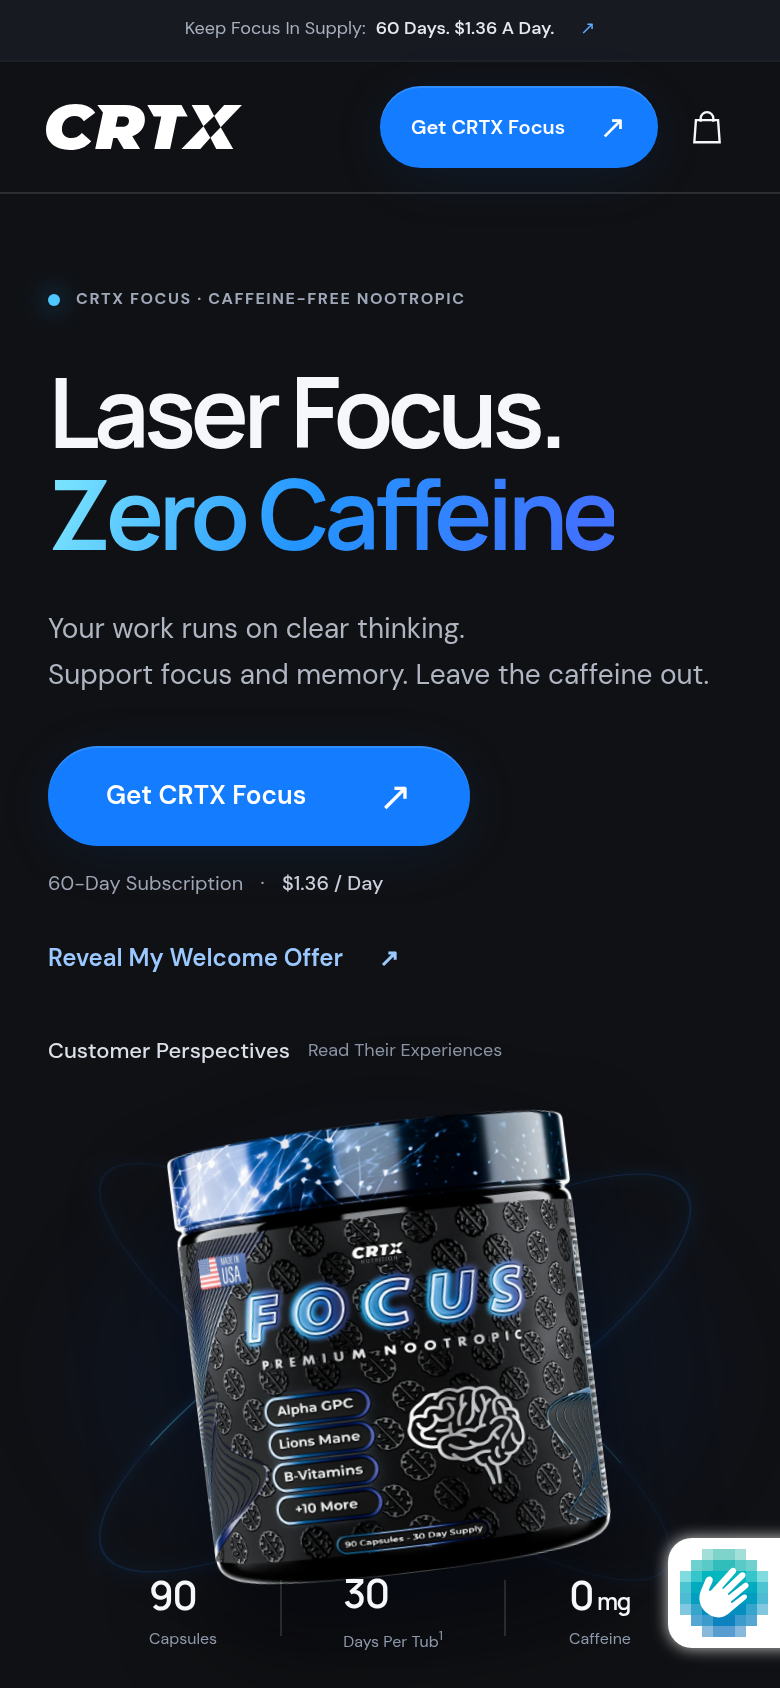 Keep Focus In Supply: 60 Days. $1.36 A Day. ↗
CRTX
Get CRTX Focus ↗
CRTX FOCUS · CAFFEINE-FREE NOOTROPIC
Laser Focus.
Zero Caffeine
Your work runs on clear thinking.
Support focus and memory. Leave the caffeine out.
Get CRTX Focus ↗
60-Day Subscription · $1.36 / Day
Reveal My Welcome Offer ↗
Customer Perspectives Read Their Experiences
CRTX
NUTRITION
MADE IN
USA
FOCUS
PREMIUM NOOTROPIC
Alpha GPC
Lions Mane
B-Vitamins
+10 More
90 Capsules - 30 Day Supply
90 30 0 mg
Capsules Days Per Tub¹ Caffeine